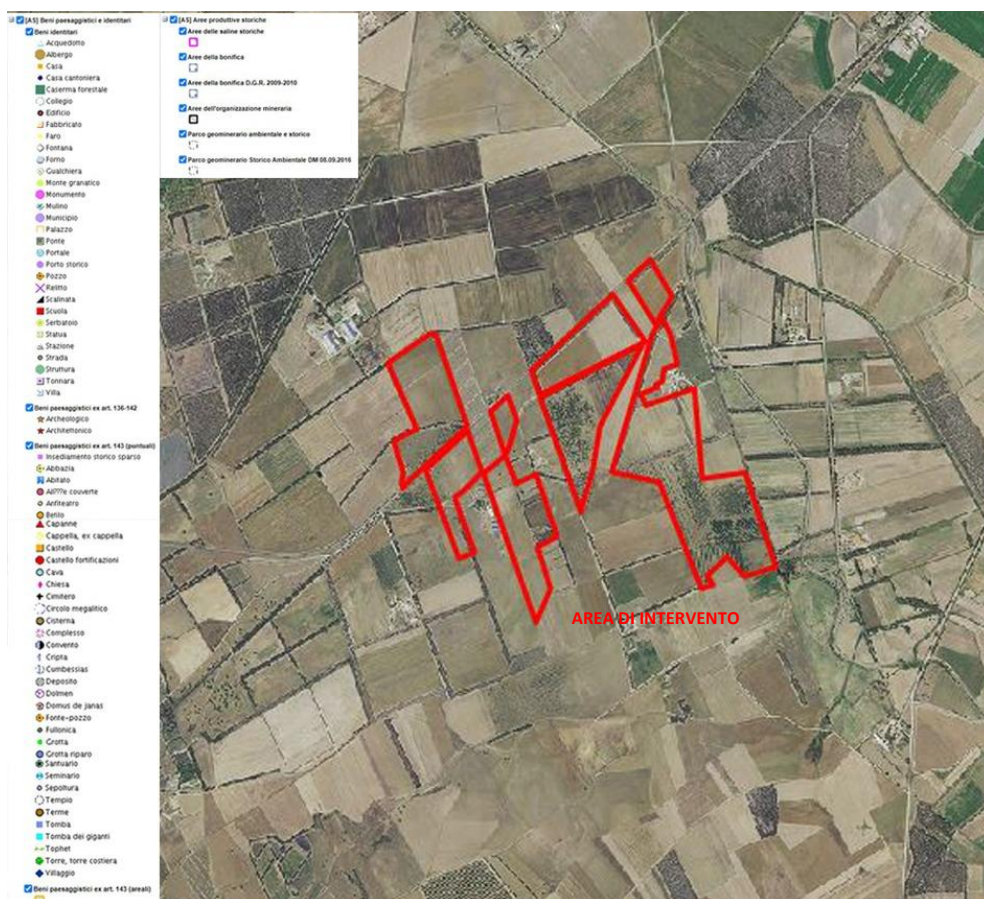 [A5] Beni paesaggistici e identitari
Beni identitari
Acquedotto
Albergo
Casa
Casa cantoniera
Caserma forestale
Collegio
Edificio
Fabbricato
Faro
Fontana
Forno
Gualchiera
Monte granatico
Monumento
Mulino
Municipio
Palazzo
Ponte
Portale
Porto storico
Pozzo
Relitto
Scalinata
Scuola
Serbatoio
Statua
Stazione
Strada
Struttura
Tonnara
Villa
Beni paesaggistici ex art. 136-142
Archeologico
Architettonico
Beni paesaggistici ex art. 143 (puntuali)
Insediamento storico sparso
Abbazia
Abitato
All???e couverte
Anfiteatro
Betilo
Capanne
Cappella, ex cappella
Castello
Castello fortificazioni
Cava
Chiesa
Cimitero
Circolo megalitico
Cisterna
Complesso
Convento
Cripta
Cumbessias
Deposito
Dolmen
Domus de janas
Fonte-pozzo
Fullonica
Grotta
Grotta riparo
Santuario
Seminario
Sepoltura
Tempio
Terme
Tomba
Tomba dei giganti
Tophet
Torre, torre costiera
Villaggio
Beni paesaggistici ex art. 143 (areali)
[A5] Aree produttive storiche
Aree delle saline storiche
Aree della bonifica
Aree della bonifica D.G.R. 2009-2010
Aree dell'organizzazione mineraria
Parco geominerario ambientale e storico
Parco geominerario Storico Ambientale DM 08.09.2016
AREA DI INTERVENTO